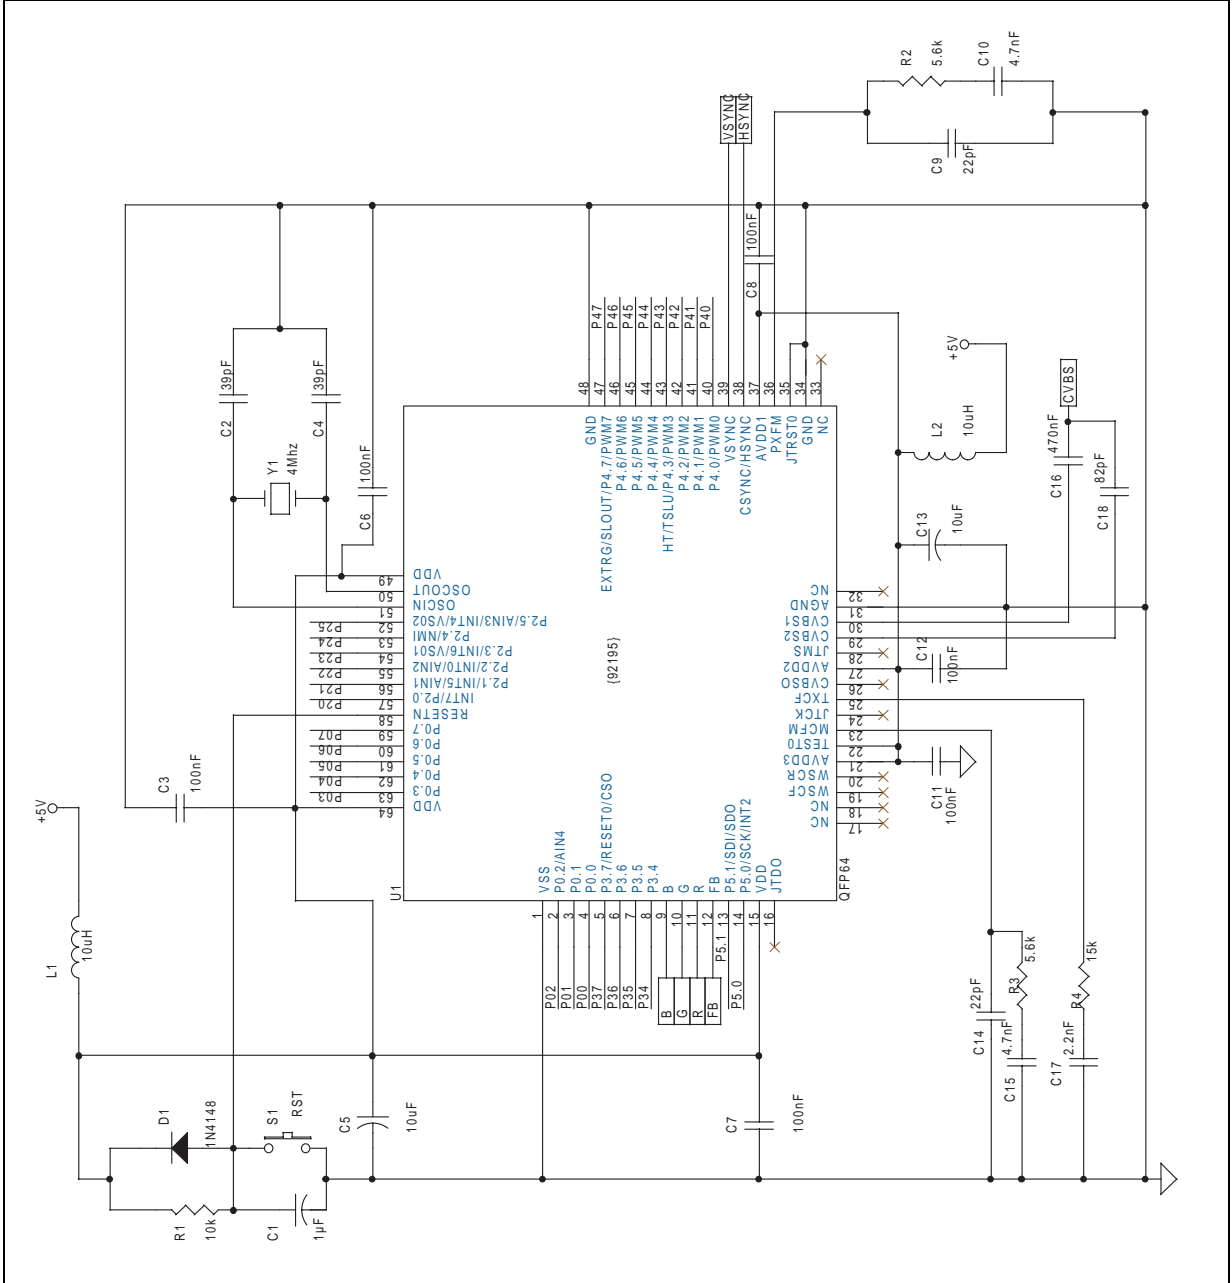 R2
5.6k
C10
4.7nF
C9
22pF
VSYNC
HSYNC
C2
39pF
C4
39pF
Y1
4Mhz
C6
100nF
C8
100nF
P47
P46
P45
P44
P43
P42
P41
P40
48
47
46
45
44
43
42
41
40
39
38
37
36
35
34
33
GND
EXTRG/SLOUT/P4.7/PWM7
P4.6/PWM6
P4.5/PWM5
P4.4/PWM4
HT/TSLU/P4.3/PWM3
P4.2/PWM2
P4.1/PWM1
P4.0/PWM0
VSYNC
CSYNC/HSYNC
AVDD1
PXFM
JTRST0
GND
NC
+5V
L2
10uH
CVBS
C16
470nF
C18
82pF
C13
10uF
C12
100nF
C11
100nF
49
50
51
52
53
54
55
56
57
58
59
60
61
62
63
64
VDD
OSCOUT
OSCIN
P2.5/AIN3/INT4/VS02
P2.4/NMI
P2.3/INT6/VS01
P2.2/INT0/AIN2
P2.1/INT5/AIN1
INT7/P2.0
RESETN
P0.7
P0.6
P0.5
P0.4
P0.3
VDD
P25
P24
P23
P22
P21
P20
P07
P06
P05
P04
P03
{92195}
32
31
30
29
28
27
26
25
24
23
22
21
20
19
18
17
NC
AGND
CVBS1
CVBS2
JTMS
AVDD2
CVBSO
TXCF
JTCK
MCFM
TEST0
AVDD3
WSCR
WSCF
NC
NC
C3
100nF
+5V
L1
10uH
U1
QFP64
VSS
P0.2/AIN4
P0.1
P0.0
P3.7/RESET0/CSO
P3.6
P3.5
P3.4
B
G
R
FB
P5.1/SDI/SDO
P5.0/SCK/INT2
VDD
JTDO
1
2
3
4
5
6
7
8
9
10
11
12
13
14
15
16
P02
P01
P00
P37
P36
P35
P34
B
G
R
FB
P5.1
P5.0
R1
10k
D1
1N4148
C1
1µF
S1
RST
C5
10uF
C7
100nF
C14
22pF
C15
4.7nF
R3
5.6k
C17
2.2nF
R4
15k